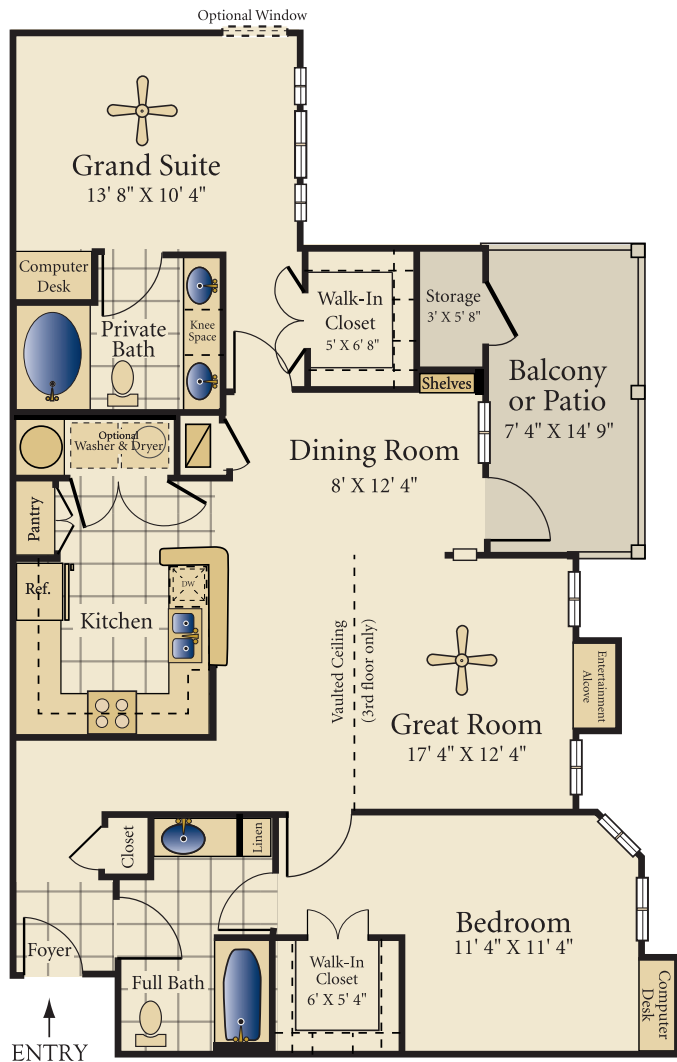 Optional Window
Grand Suite
13' 8" X 10' 4"
Computer
Desk
Private
Bath
Knee
Space
Walk-In
Closet
5' X 6' 8"
Storage
3' X 5' 8"
Shelves
Balcony
or Patio
7' 4" X 14' 9"
Optional
Washer & Dryer
Dining Room
8' X 12' 4"
Pantry
Ref.
DW
Kitchen
Vaulted Ceiling
(3rd floor only)
Great Room
17' 4" X 12' 4"
Entertainment
Alcove
Closet
Linen
Foyer
Full Bath
Walk-In
Closet
6' X 5' 4"
Bedroom
11' 4" X 11' 4"
Computer
Desk
ENTRY